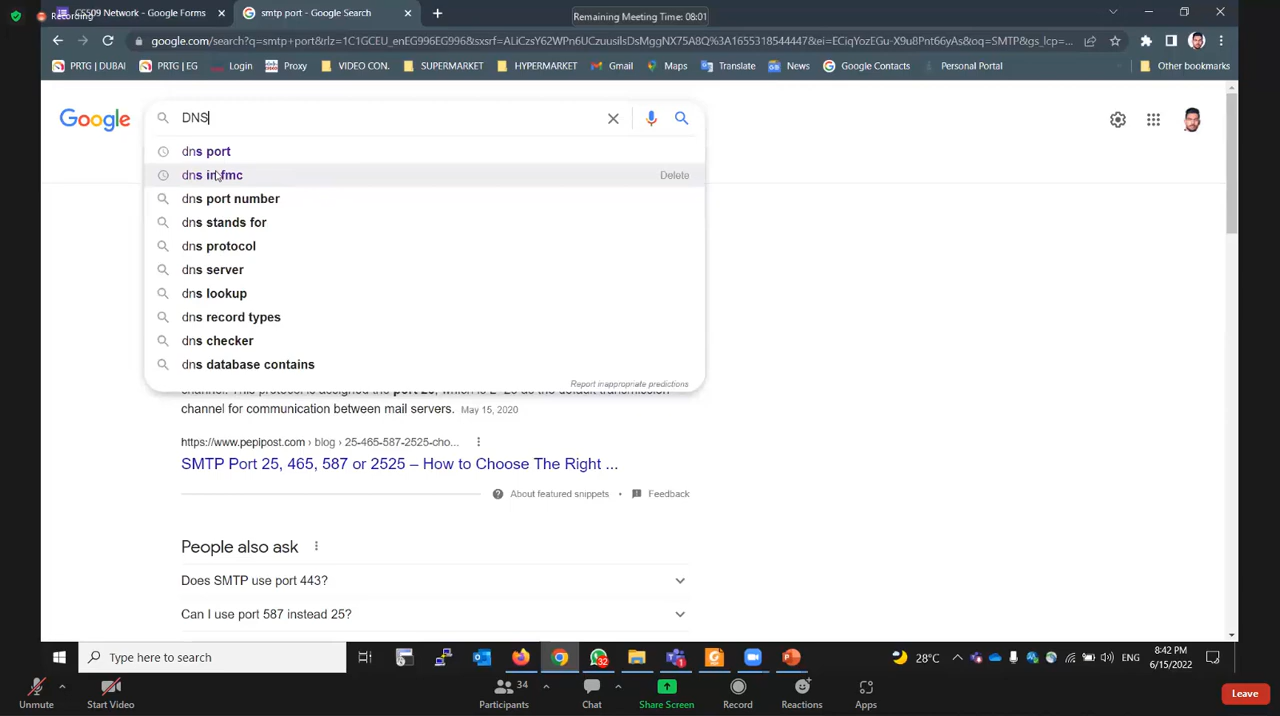 Recording
CS509 Network - Google Forms
smtp port - Google Search
Remaining Meeting Time: 08:01
google.com/search?q=smtp+port&rlz=1C1GCEU_enEG996EG996&sxsrf=ALiCzsY62WPn6UCzuusilsDsMggNX75A8Q%3A1655318544447&ei=ECiqYozEGu-X9u8Pnt66yAs&oq=SMTP&gs_lcp=...
PRTG | DUBAI
PRTG | EG
Login
Proxy
VIDEO CON.
SUPERMARKET
HYPERMARKET
Gmail
Maps
Translate
News
Google Contacts
Personal Portal
Other bookmarks
Google
DNS
dns port
dns in fmc
Delete
dns port number
dns stands for
dns protocol
dns server
dns lookup
dns record types
dns checker
dns database contains
Report inappropriate predictions
channel for communication between mail servers. May 15, 2020
https://www.pepipost.com › blog › 25-465-587-2525-cho...
SMTP Port 25, 465, 587 or 2525 – How to Choose The Right ...
About featured snippets • Feedback
People also ask
Does SMTP use port 443?
Can I use port 587 instead 25?
Type here to search
32
1
28°C
ENG
8:42 PM
6/15/2022
Unmute
Start Video
34
Participants
Chat
Share Screen
Record
Reactions
Apps
Leave